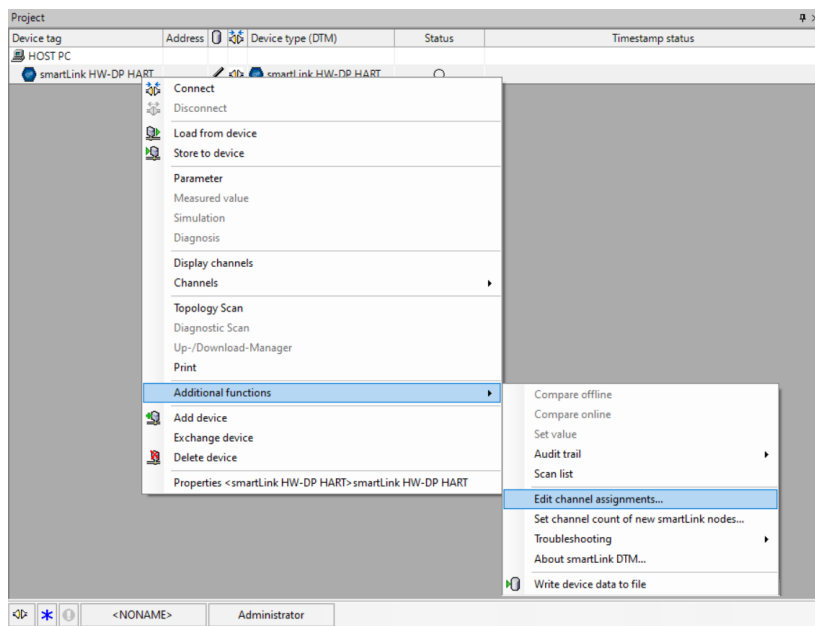 Project
Device tag Address Device type (DTM) Status Timestamp status
HOST PC
smartLink HW-DP HART smartLink HW-DP HART
Connect
Disconnect
Load from device
Store to device
Parameter
Measured value
Simulation
Diagnosis
Display channels
Channels
Topology Scan
Diagnostic Scan
Up-/Download-Manager
Print
Additional functions
Add device
Exchange device
Delete device
Properties <smartLink HW-DP HART>smartLink HW-DP HART
Compare offline
Compare online
Set value
Audit trail
Scan list
Edit channel assignments...
Set channel count of new smartLink nodes...
Troubleshooting
About smartLink DTM...
Write device data to file
<NONAME> Administrator